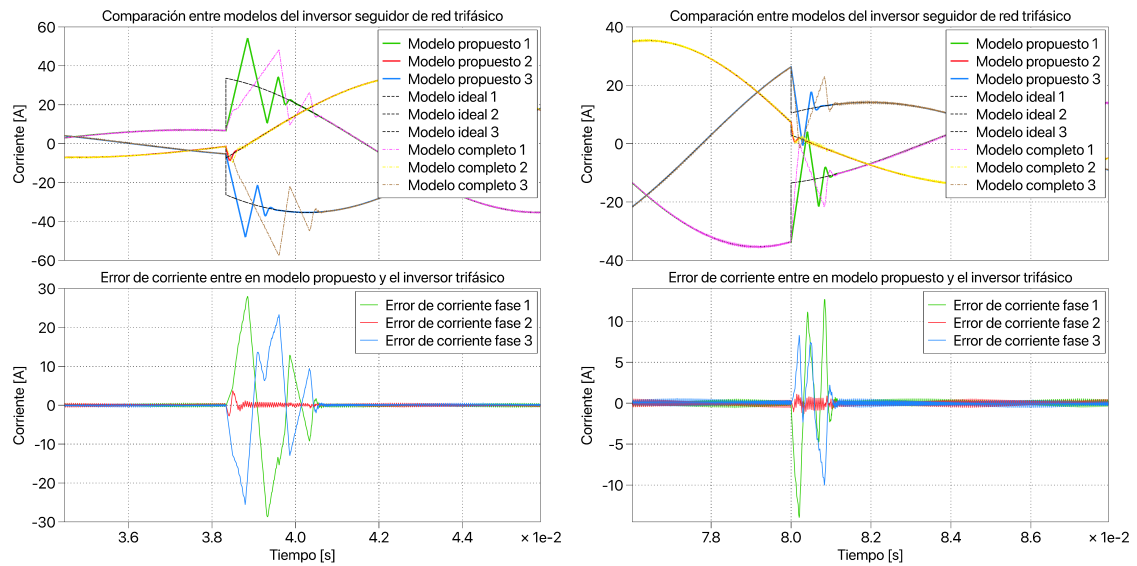 Comparación entre modelos del inversor seguidor de red trifásico
Corriente [A]
60
40
20
0
-20
-40
-60
Modelo propuesto 1
Modelo propuesto 2
Modelo propuesto 3
Modelo ideal 1
Modelo ideal 2
Modelo ideal 3
Modelo completo 1
Modelo completo 2
Modelo completo 3
Error de corriente entre en modelo propuesto y el inversor trifásico
Corriente [A]
30
20
10
0
-10
-20
-30
Error de corriente fase 1
Error de corriente fase 2
Error de corriente fase 3
3.6 3.8 4.0 4.2 4.4 × 1e-2
Tiempo [s]
Comparación entre modelos del inversor seguidor de red trifásico
Corriente [A]
40
20
0
-20
-40
Modelo propuesto 1
Modelo propuesto 2
Modelo propuesto 3
Modelo ideal 1
Modelo ideal 2
Modelo ideal 3
Modelo completo 1
Modelo completo 2
Modelo completo 3
Error de corriente entre en modelo propuesto y el inversor trifásico
Corriente [A]
10
5
0
-5
-10
Error de corriente fase 1
Error de corriente fase 2
Error de corriente fase 3
7.8 8.0 8.2 8.4 8.6 × 1e-2
Tiempo [s]